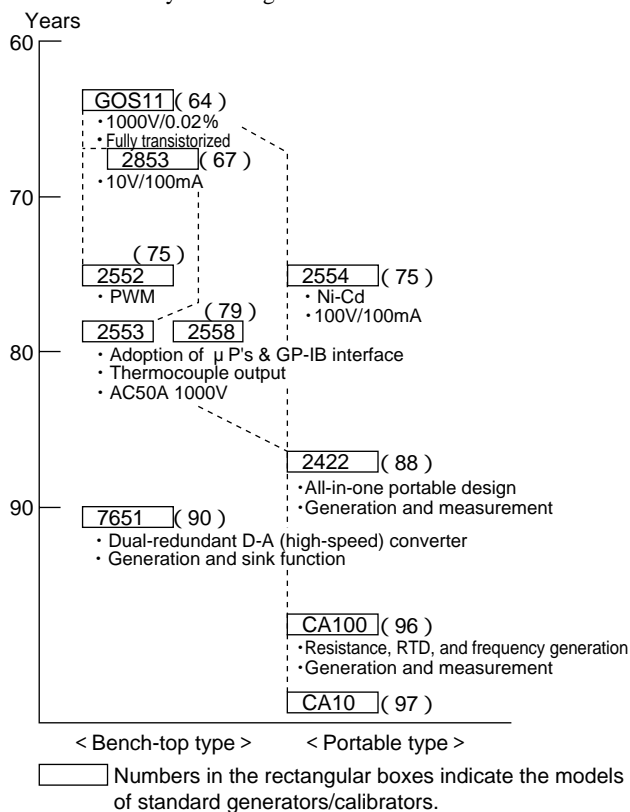 Years
60
GOS11 ( 64 )
・1000V/0.02%
・Fully transistorized
2853 ( 67 )
・10V/100mA
70
( 75 )
2552
・ PWM
2554 ( 75 )
・ Ni-Cd
・100V/100mA
( 79 )
2553 2558
80
・ Adoption of μ P's & GP-IB interface
・ Thermocouple output
・ AC50A 1000V
2422 ( 88 )
・All-in-one portable design
・Generation and measurement
90
7651 ( 90 )
・ Dual-redundant D-A (high-speed) converter
・ Generation and sink function
CA100 ( 96 )
・Resistance, RTD, and frequency generation
・Generation and measurement
CA10 ( 97 )
< Bench-top type > < Portable type >
Numbers in the rectangular boxes indicate the models
of standard generators/calibrators.